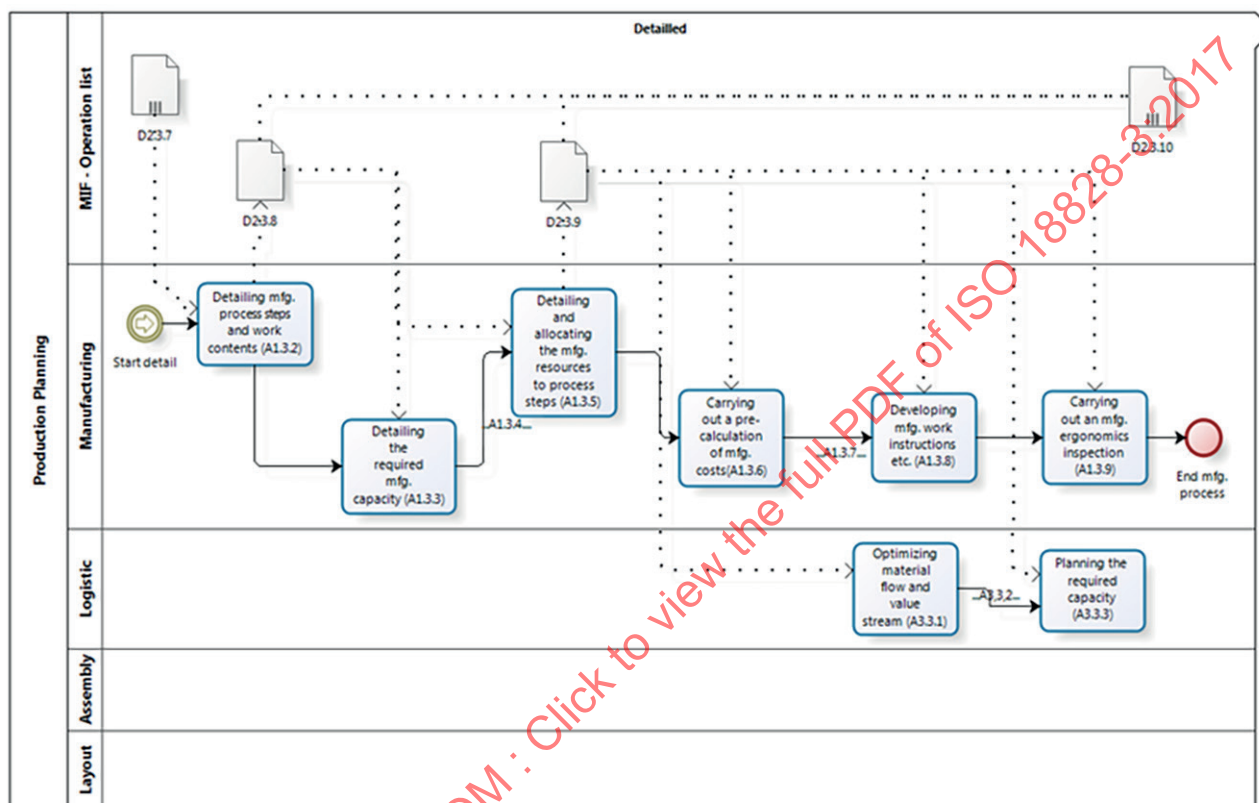 Detailled
Production Planning
MIF - Operation list
D2.3.7
D2.3.8
D2.3.9
D2.3.10
Manufacturing
Start detail
Detailing mfg.
process steps
and work
contents (A1.3.2)
Detailing
the
required
mfg.
capacity (A1.3.3)
A1.3.4
Detailing
and
allocating
the mfg.
resources
to process
steps (A1.3.5)
Carrying
out a pre-
calculation
of mfg.
costs(A1.3.6)
A1.3.7
Developing
mfg. work
instructions
etc. (A1.3.8)
Carrying
out an mfg.
ergonomics
inspection
(A1.3.9)
End mfg.
process
Logistic
Optimizing
material
flow and
value
stream (A3.3.1)
A3,3,2
Planning the
required
capacity
(A3.3.3)
Assembly
Layout
OM : Click to view the full PDF of ISO 18828-3:2017